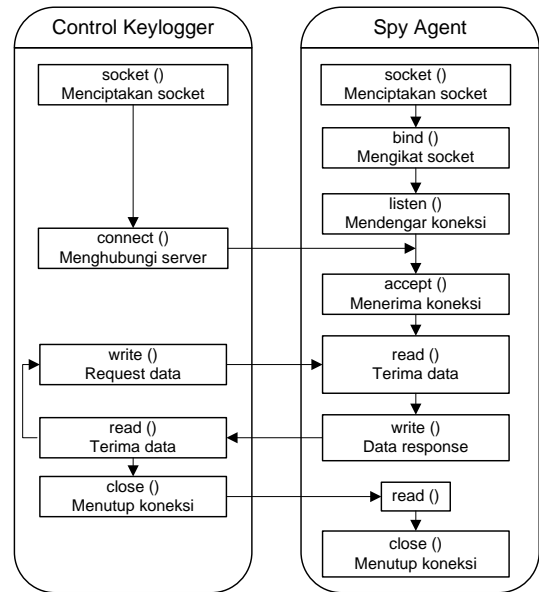 Control Keylogger
socket ()
Menciptakan socket
connect ()
Menghubungi server
write ()
Request data
read ()
Terima data
close ()
Menutup koneksi
Spy Agent
socket ()
Menciptakan socket
bind ()
Mengikat socket
listen ()
Mendengar koneksi
accept ()
Menerima koneksi
read ()
Terima data
write ()
Data response
read ()
close ()
Menutup koneksi